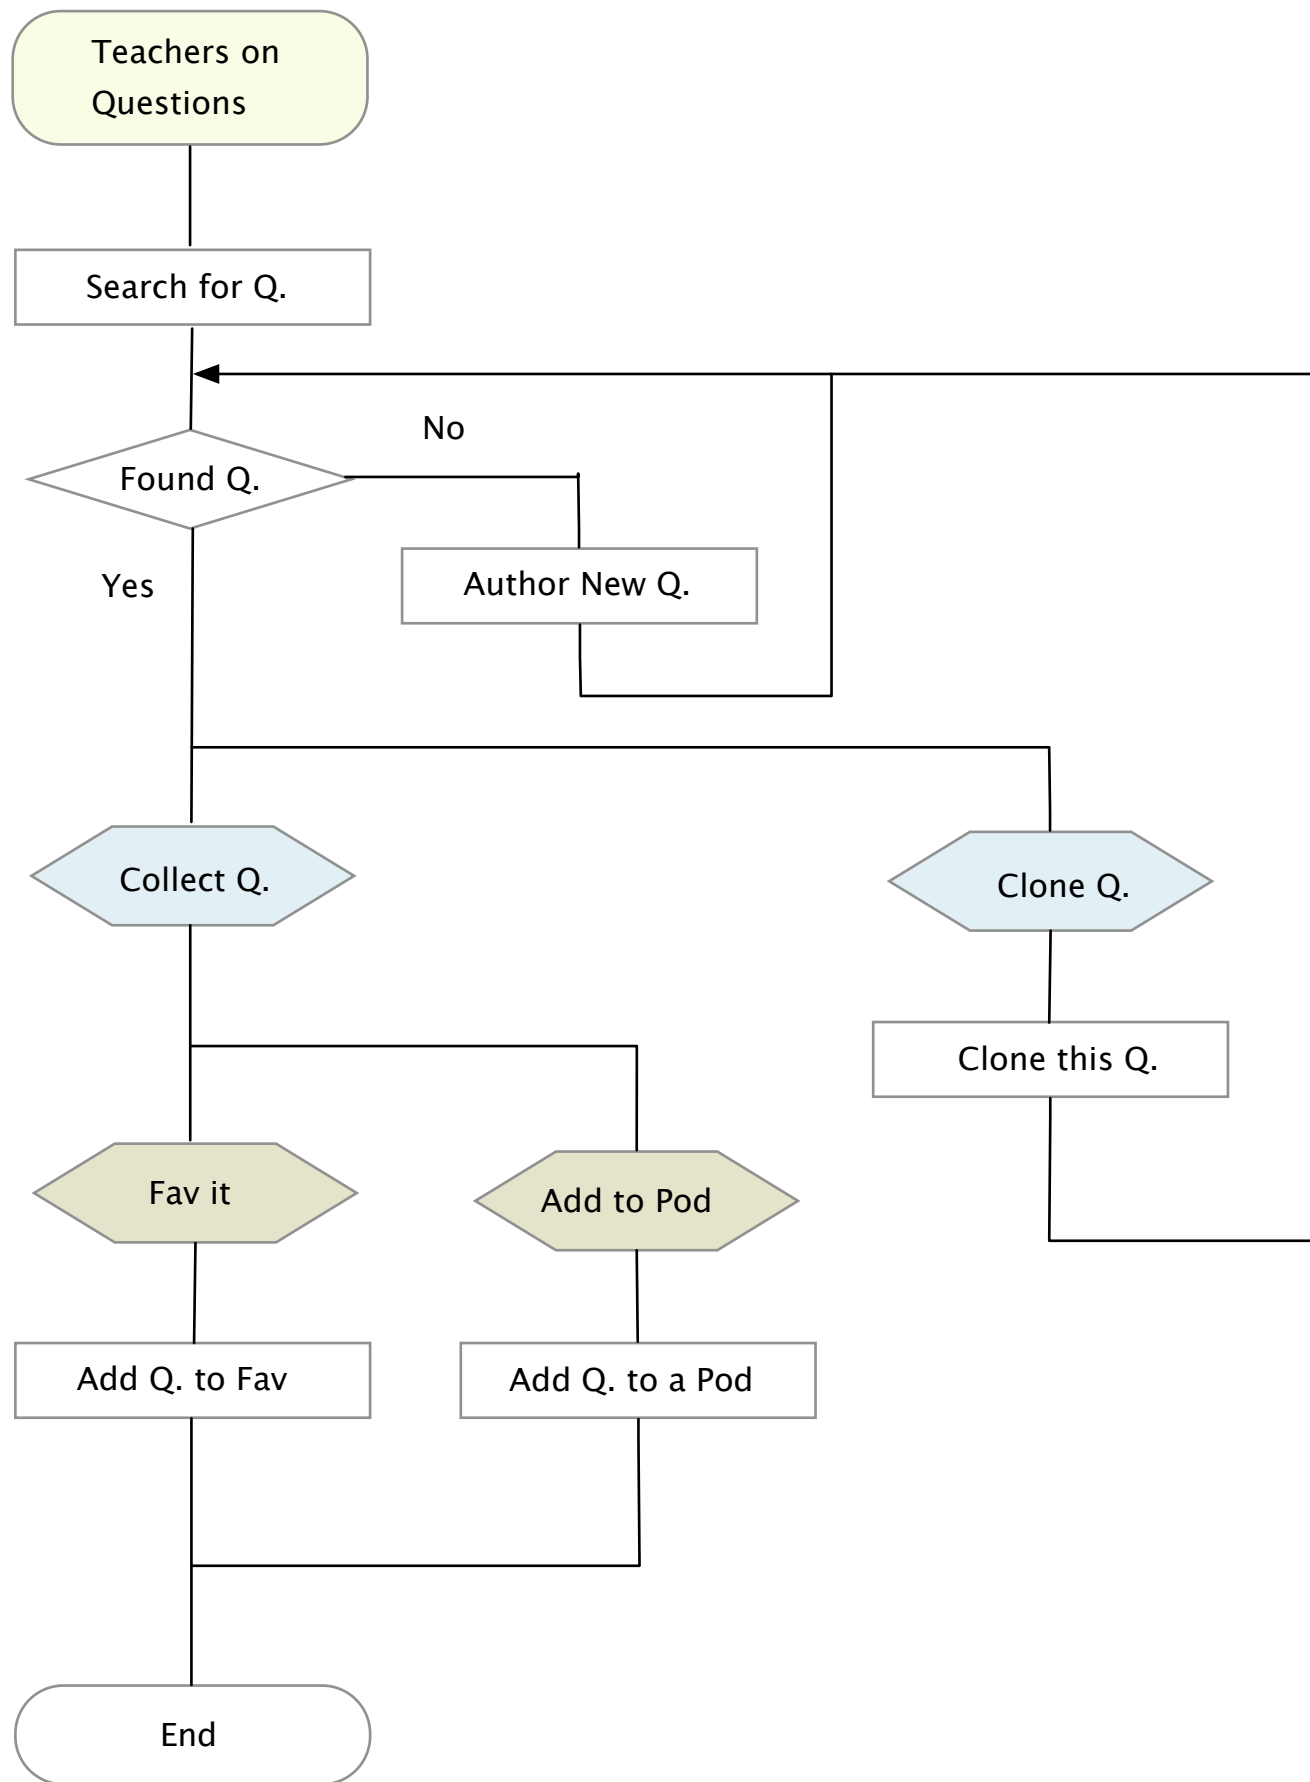 Teachers on
Questions
Search for Q.
No
Found Q.
Author New Q.
Yes
Collect Q.
Clone Q.
Clone this Q.
Fav it
Add to Pod
Add Q. to Fav
Add Q. to a Pod
End